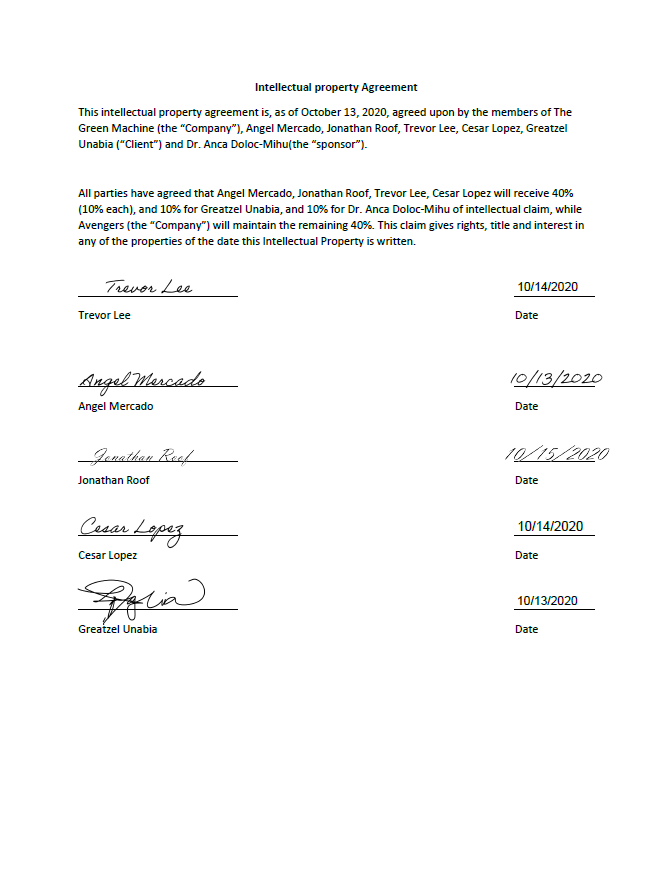 Intellectual property Agreement
This intellectual property agreement is, as of October 13, 2020, agreed upon by the members of The
Green Machine (the “Company”), Angel Mercado, Jonathan Roof, Trevor Lee, Cesar Lopez, Greatzel
Unabia (“Client”) and Dr. Anca Doloc-Mihu(the “sponsor”).
All parties have agreed that Angel Mercado, Jonathan Roof, Trevor Lee, Cesar Lopez will receive 40%
(10% each), and 10% for Greatzel Unabia, and 10% for Dr. Anca Doloc-Mihu of intellectual claim, while
Avengers (the “Company”) will maintain the remaining 40%. This claim gives rights, title and interest in
any of the properties of the date this Intellectual Property is written.
Trevor Lee 10/14/2020
Trevor Lee Date
Angel Mercado 10/13/2020
Angel Mercado Date
Jonathan Roof 10/15/2020
Jonathan Roof Date
Cesar Lopez 10/14/2020
Cesar Lopez Date
10/13/2020
Greatzel Unabia Date